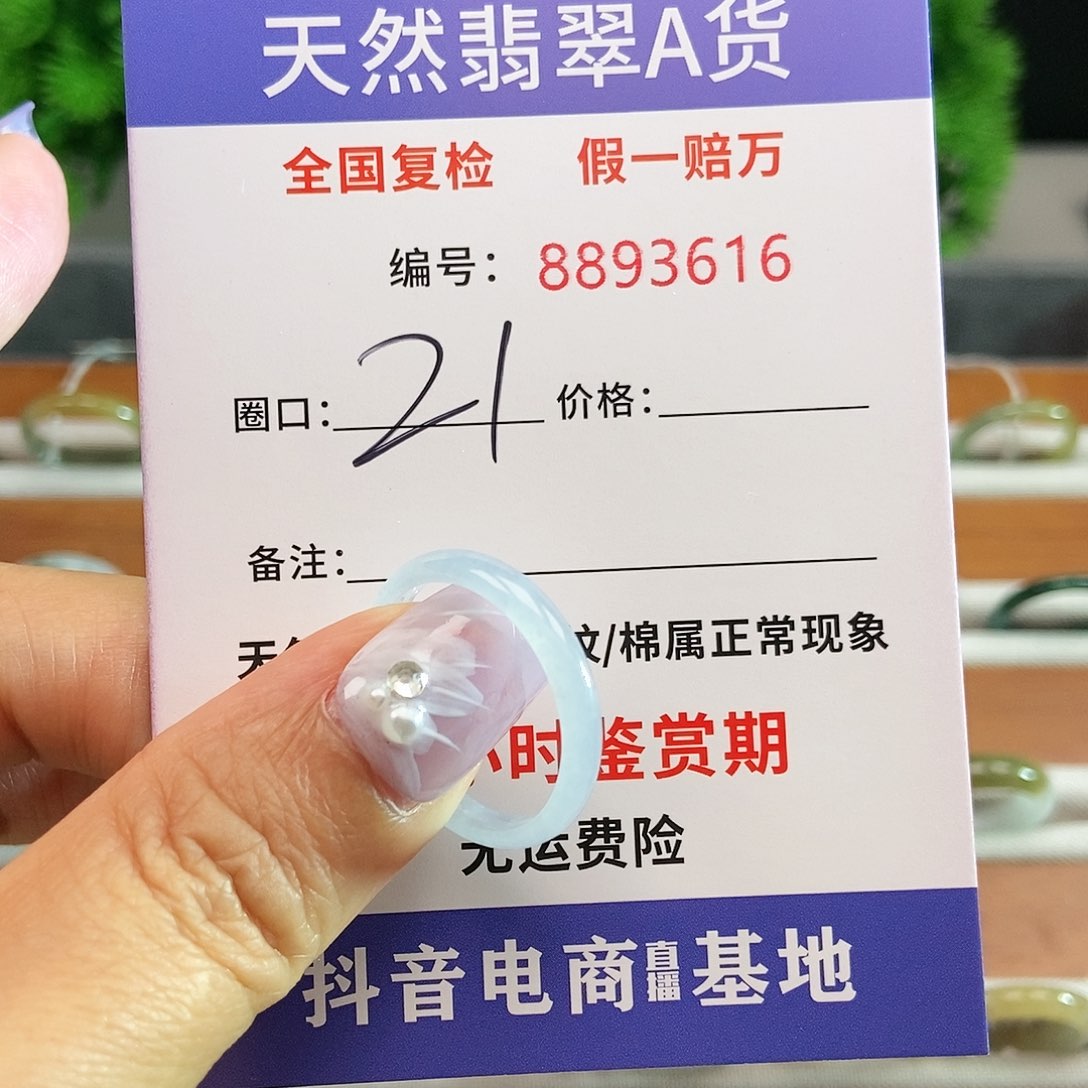 天然翡翠A货
全国复检 假一赔万
编号：8893616
圈口：21 价格：
备注：
天 纹/棉属正常现象
小时鉴赏期
无运费险
抖音电商直播基地